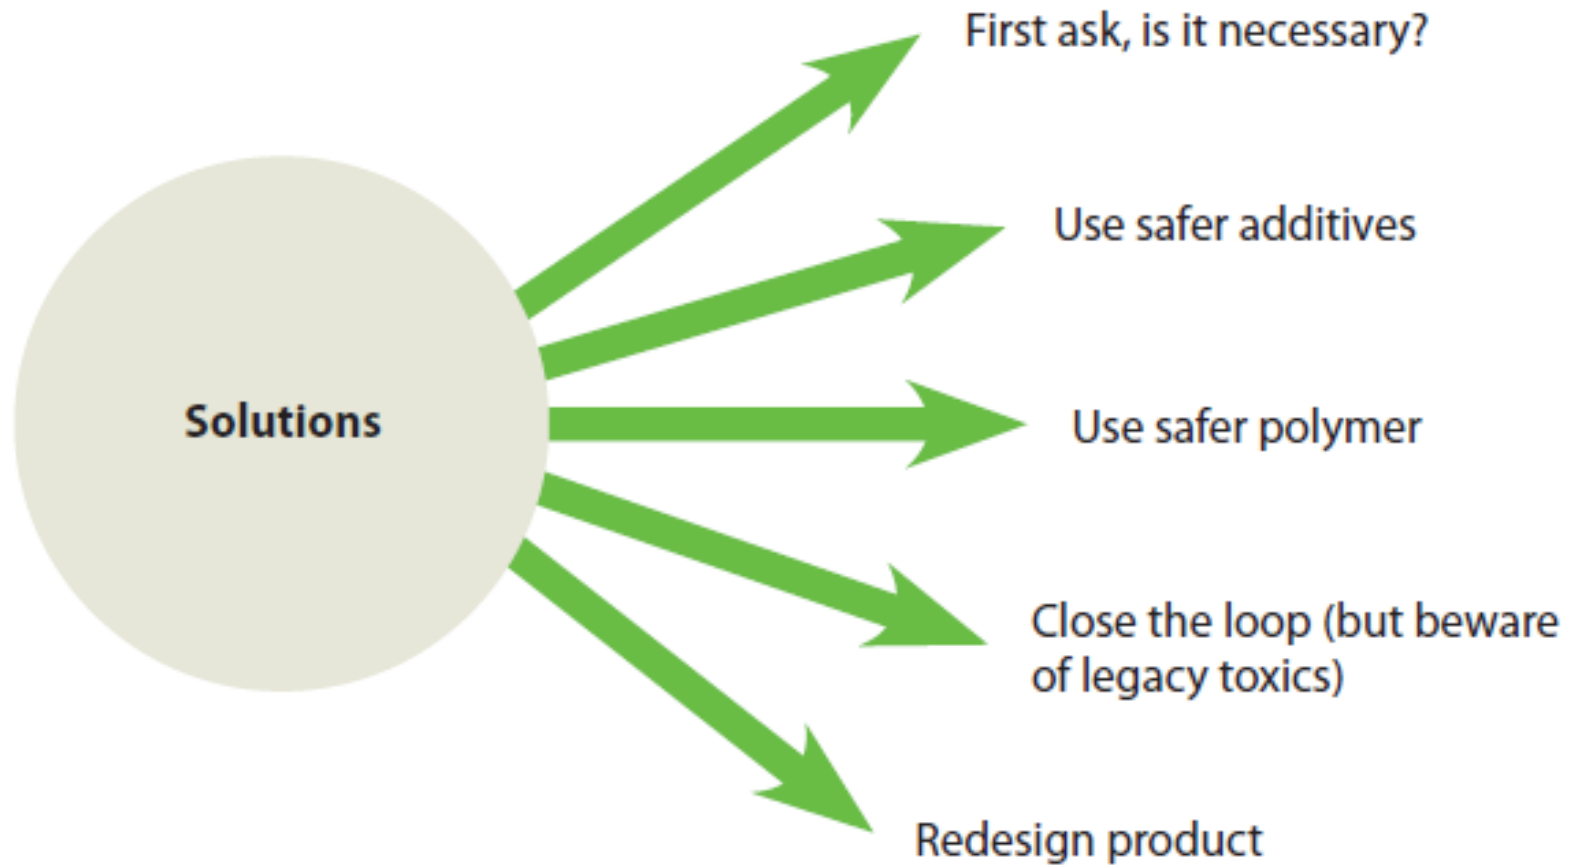 First ask, is it necessary?
Use safer additives
Solutions
Use safer polymer
Close the loop (but beware
of legacy toxics)
Redesign product